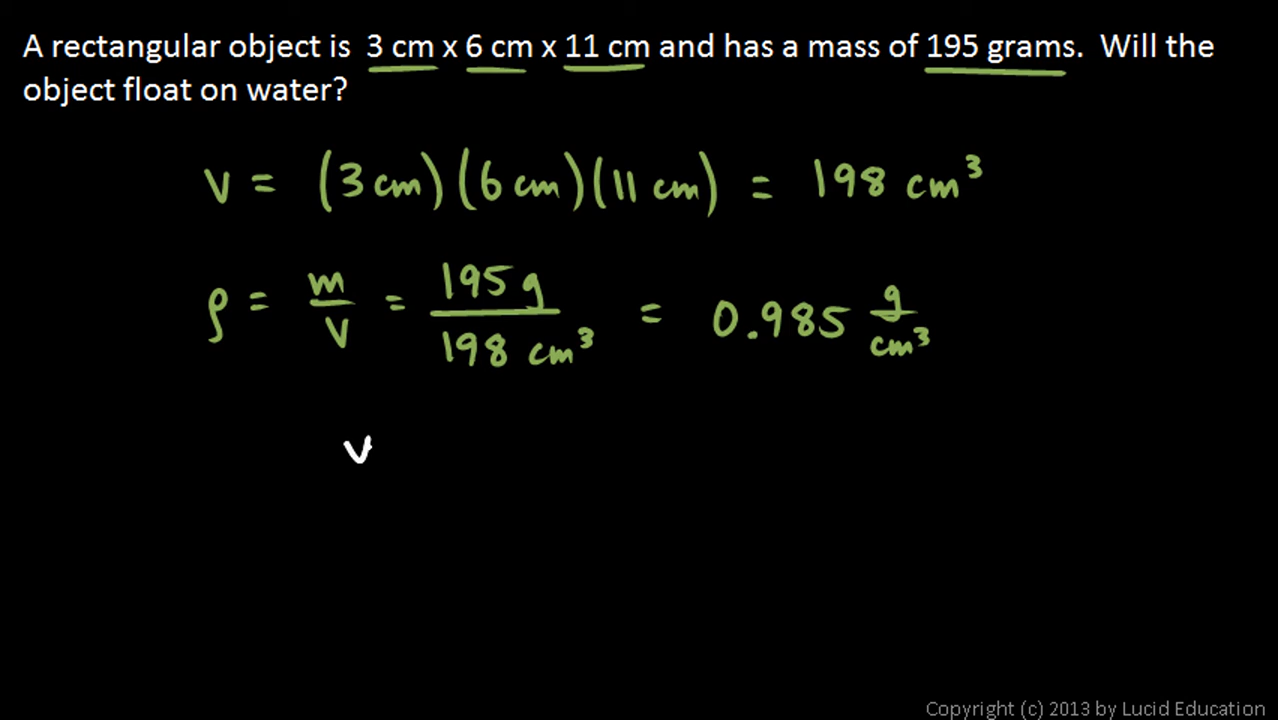 A rectangular object is 3 cm x 6 cm x 11 cm and has a mass of 195 grams. Will the
object float on water?
V = (3 cm)(6 cm)(11 cm) = 198 cm³
ρ = m/V = 195 g / 198 cm³ = 0.985 g/cm³
v
Copyright (c) 2013 by Lucid Education